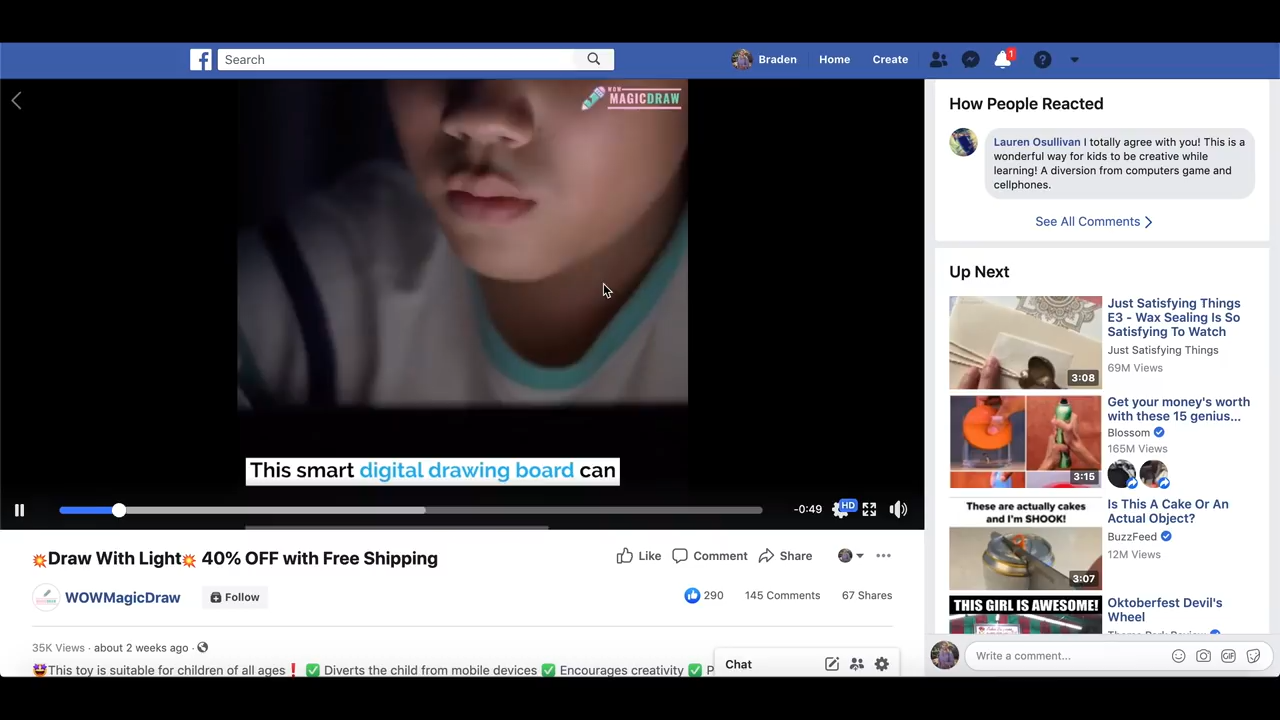 Search
Braden
Home
Create
1
?
WOW
MAGICDRAW
This smart digital drawing board can
-0:49
HD
💥Draw With Light💥 40% OFF with Free Shipping
Like
Comment
Share
WOWMagicDraw
Follow
290
145 Comments
67 Shares
35K Views · about 2 weeks ago ·
🤩This toy is suitable for children of all ages❗ ✅ Diverts the child from mobile devices ✅ Encourages creativity ✅ P
Chat
How People Reacted
Lauren Osullivan I totally agree with you! This is a
wonderful way for kids to be creative while
learning! A diversion from computers game and
cellphones.
See All Comments
Up Next
3:08
Just Satisfying Things
E3 - Wax Sealing Is So
Satisfying To Watch
Just Satisfying Things
69M Views
3:15
Get your money's worth
with these 15 genius...
Blossom
165M Views
These are actually cakes
and I'm SHOOK!
3:07
Is This A Cake Or An
Actual Object?
BuzzFeed
12M Views
THIS GIRL IS AWESOME!
Oktoberfest Devil's
Wheel
Write a comment...
GIF